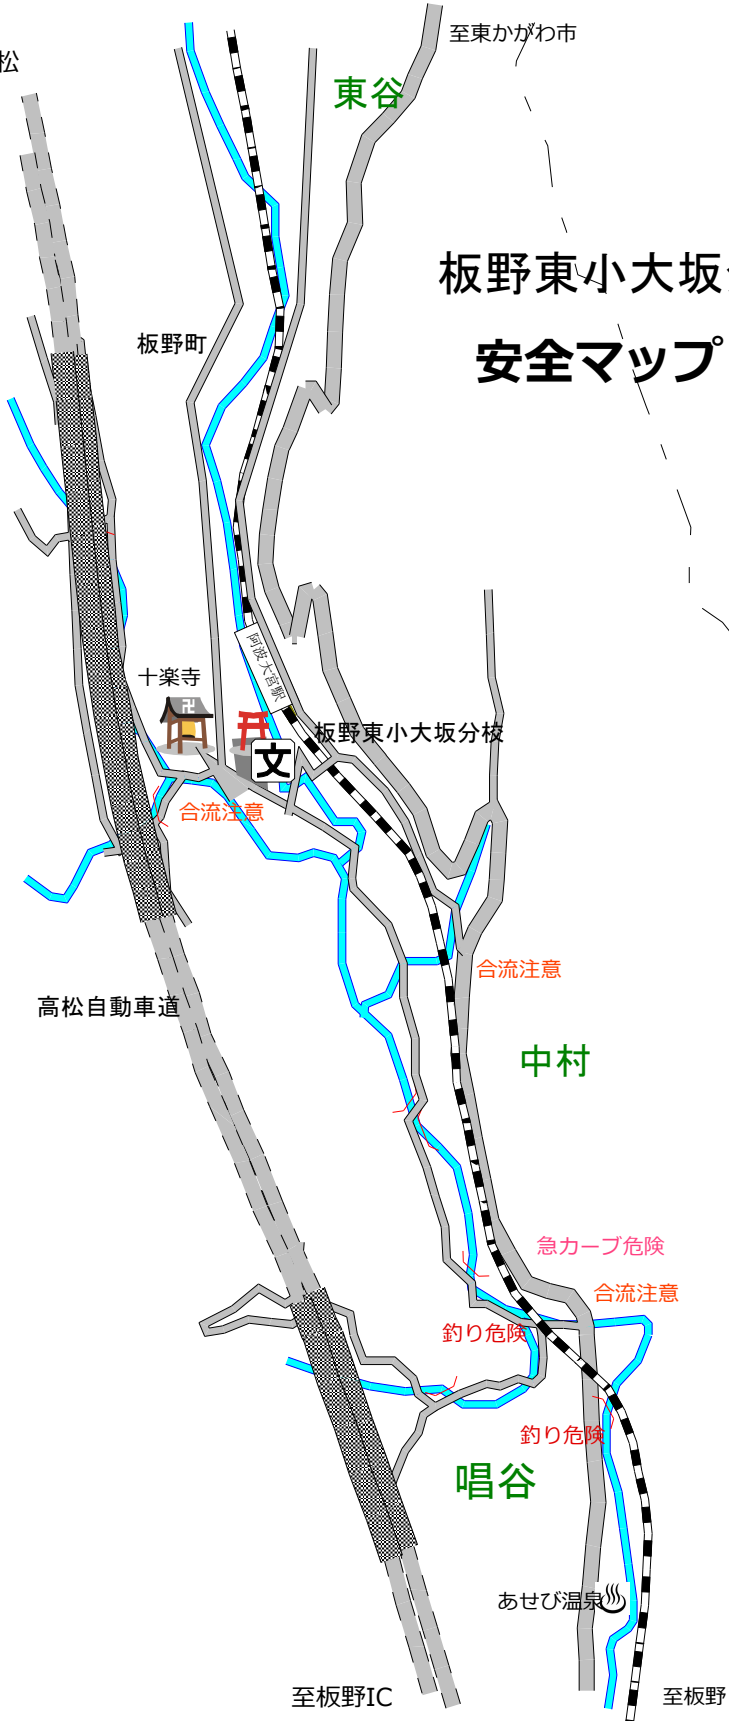 至東かがわ市
松
東谷
板野東小大坂
板野町
安全マップ
阿波大宮駅
十楽寺
卍
板野東小大坂分校
文
合流注意
合流注意
高松自動車道
中村
急カーブ危険
合流注意
釣り危険
釣り危険
唱谷
あせび温泉
至板野IC
至板野